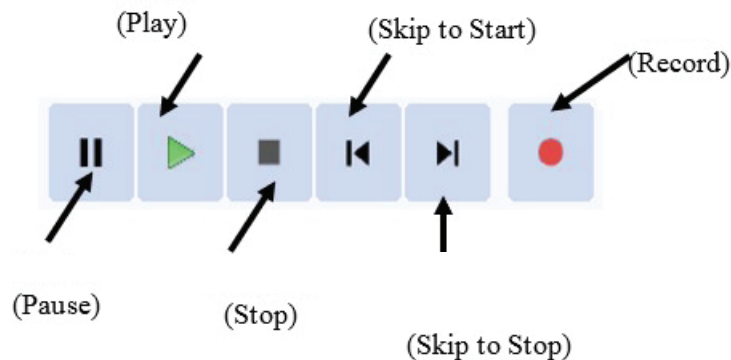 (Play)
(Skip to Start)
(Record)
(Pause)
(Stop)
(Skip to Stop)